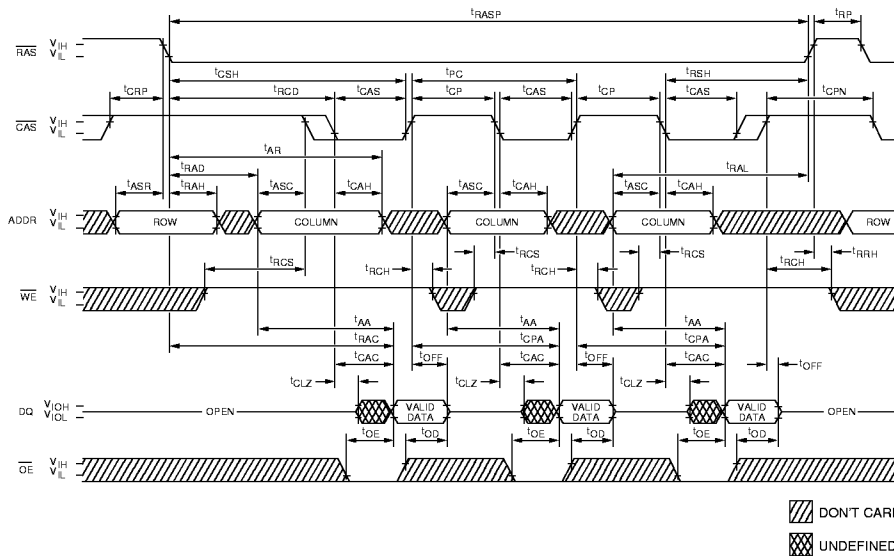 tRASP tRP
RAS VIH
VIL
tCSH tPC tRSH
tCRP tRCD tCAS tCP tCAS tCP tCAS tCPN
CAS VIH
VIL
tAR
tRAD tRAL
tASR tRAH tASC tCAH tASC tCAH tASC tCAH
ADDR VIH
VIL
ROW COLUMN COLUMN COLUMN ROW
tRCS tRCH tRCS tRCH tRCS tRCH tRRH
WE VIH
VIL
tAA tAA tAA
tRAC tCPA tCPA
tCAC tOFF tCAC tOFF tCAC tOFF
tCLZ tCLZ tCLZ
DQ VIOH
VIOL
OPEN VALID DATA VALID DATA VALID DATA OPEN
tOE tOD tOE tOD tOE tOD
OE VIH
VIL
DON'T CARE
UNDEFINED